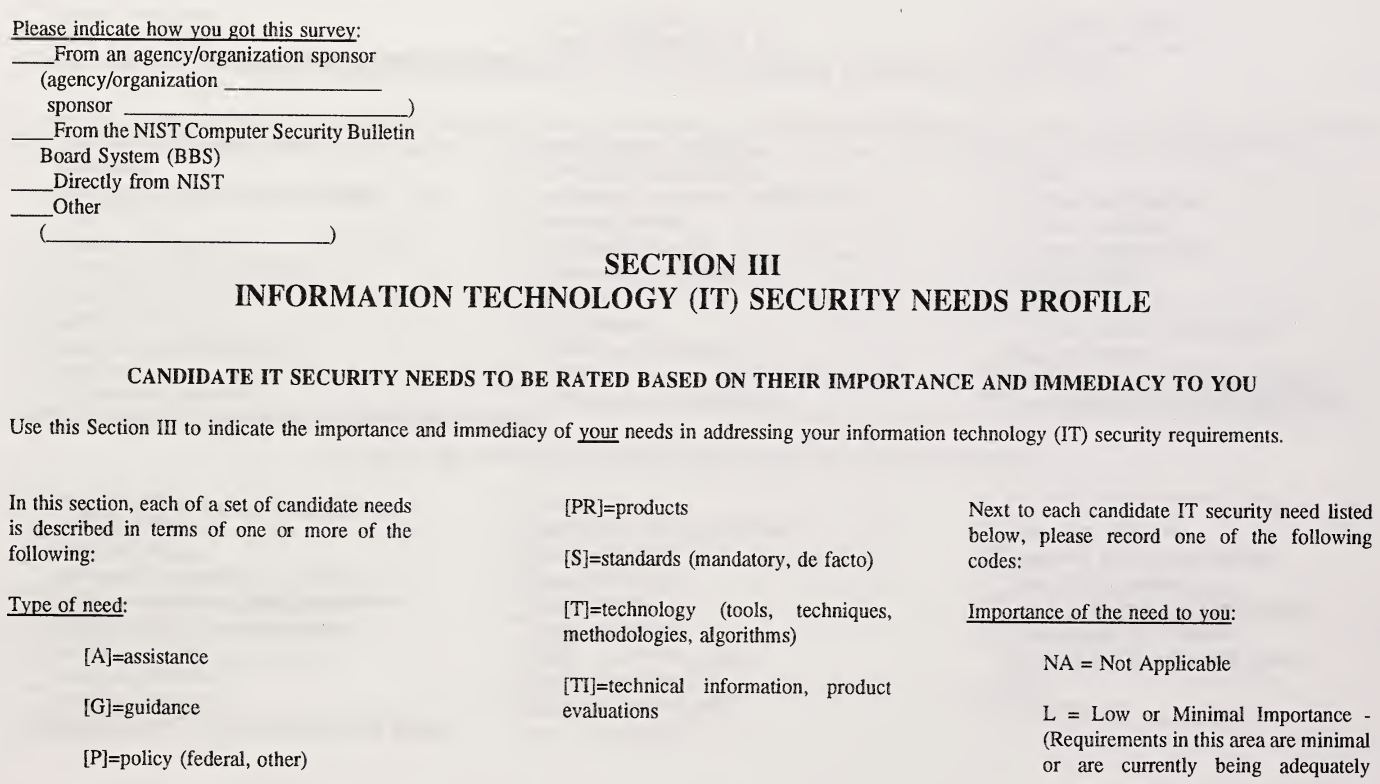 Please indicate how you got this survey:
____From an agency/organization sponsor
(agency/organization ________________
sponsor ____________________________)
____From the NIST Computer Security Bulletin
Board System (BBS)
____Directly from NIST
____Other
(____________________________)
SECTION III
INFORMATION TECHNOLOGY (IT) SECURITY NEEDS PROFILE
CANDIDATE IT SECURITY NEEDS TO BE RATED BASED ON THEIR IMPORTANCE AND IMMEDIACY TO YOU
Use this Section III to indicate the importance and immediacy of your needs in addressing your information technology (IT) security requirements.
In this section, each of a set of candidate needs
is described in terms of one or more of the
following:
Type of need:
[A]=assistance
[G]=guidance
[P]=policy (federal, other)
[PR]=products
[S]=standards (mandatory, de facto)
[T]=technology (tools, techniques,
methodologies, algorithms)
[TI]=technical information, product
evaluations
Next to each candidate IT security need listed
below, please record one of the following
codes:
Importance of the need to you:
NA = Not Applicable
L = Low or Minimal Importance -
(Requirements in this area are minimal
or are currently being adequately